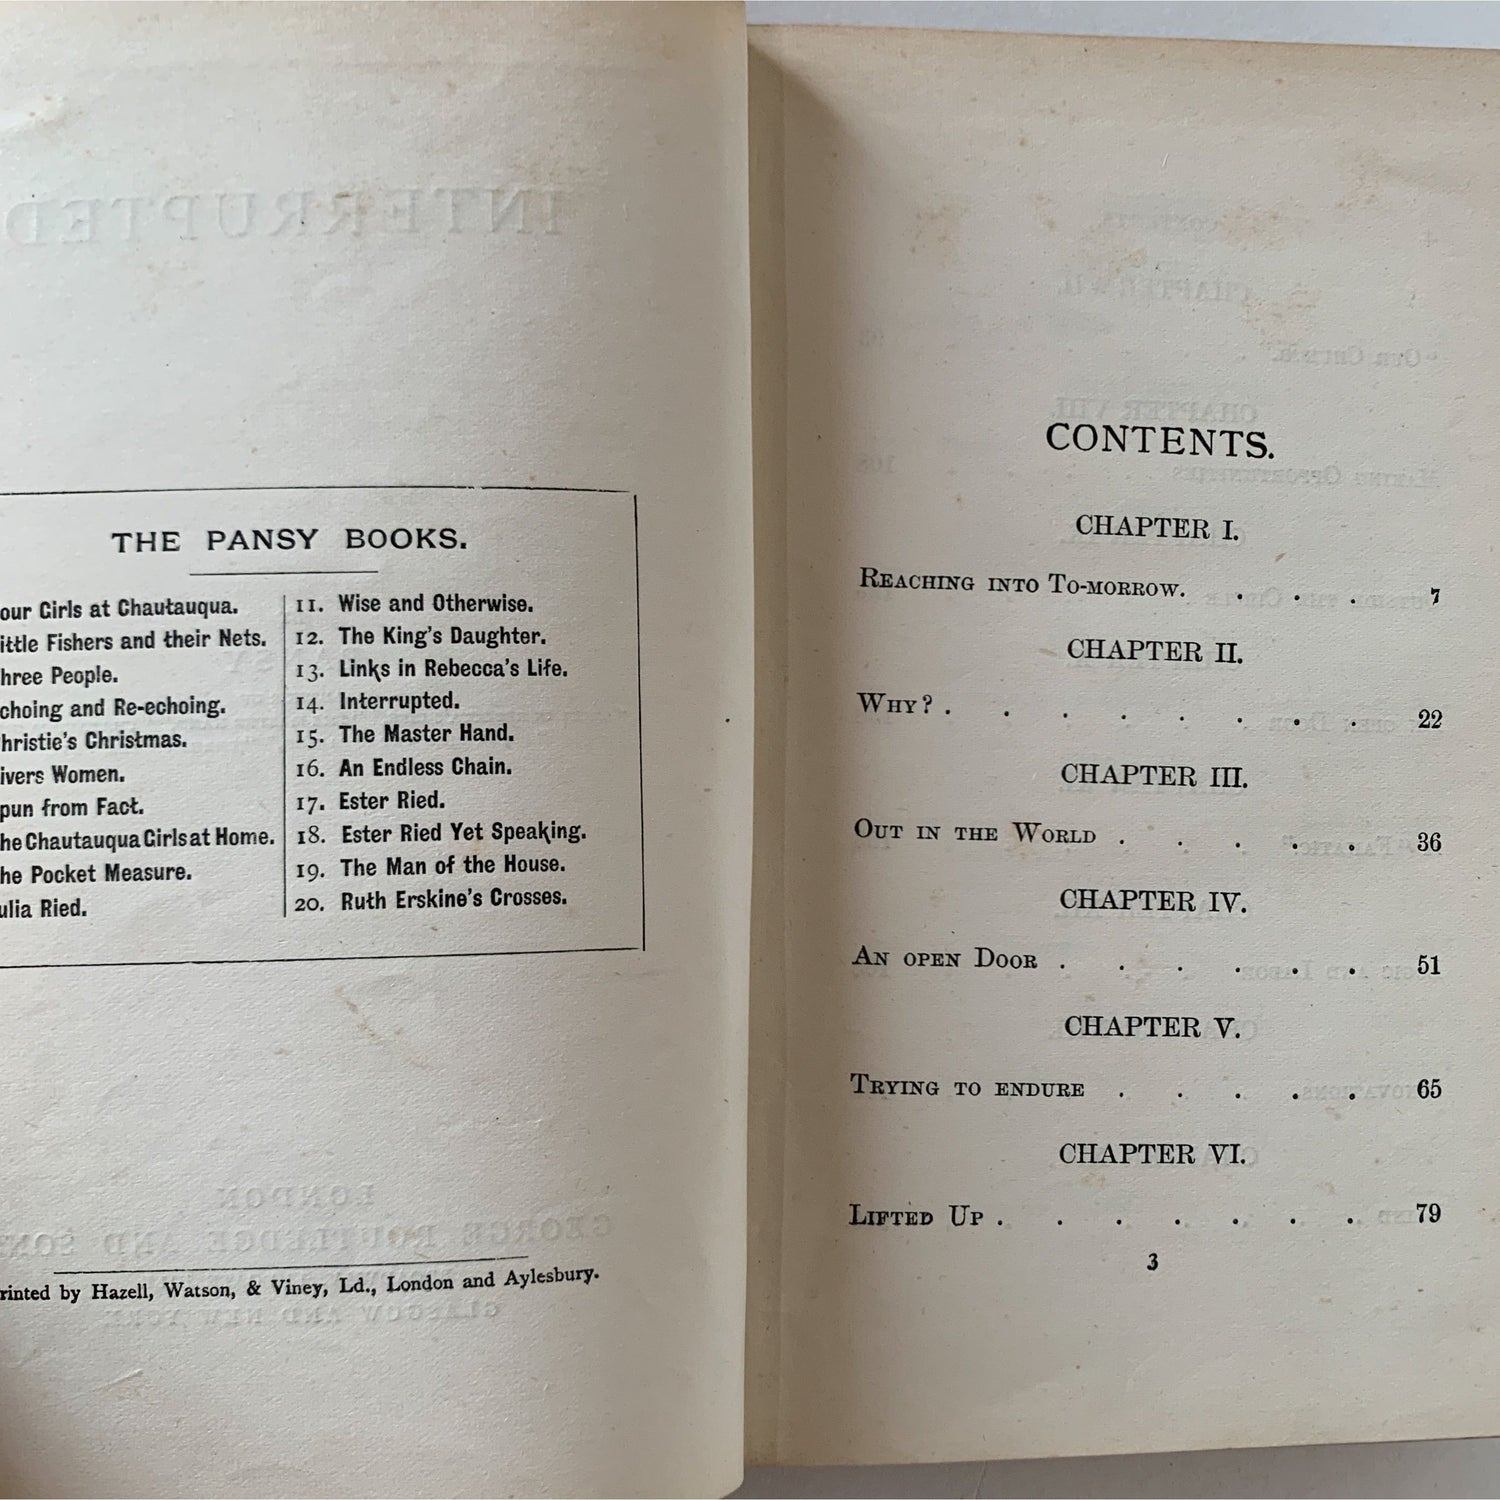 THE PANSY BOOKS.
our Girls at Chautauqua.
ittle Fishers and their Nets.
hree People.
choing and Re-echoing.
hristie's Christmas.
ivers Women.
pun from Fact.
he Chautauqua Girls at Home.
he Pocket Measure.
ulia Ried.
11. Wise and Otherwise.
12. The King's Daughter.
13. Links in Rebecca's Life.
14. Interrupted.
15. The Master Hand.
16. An Endless Chain.
17. Ester Ried.
18. Ester Ried Yet Speaking.
19. The Man of the House.
20. Ruth Erskine's Crosses.
rinted by Hazell, Watson, & Viney, Ld., London and Aylesbury.
CONTENTS.
CHAPTER I.
Reaching into To-morrow. . . . 7
CHAPTER II.
Why? . . . . . . . . 22
CHAPTER III.
Out in the World . . . . . 36
CHAPTER IV.
An open Door . . . . . . 51
CHAPTER V.
Trying to endure . . . . . 65
CHAPTER VI.
Lifted Up . . . . . . . 79
3